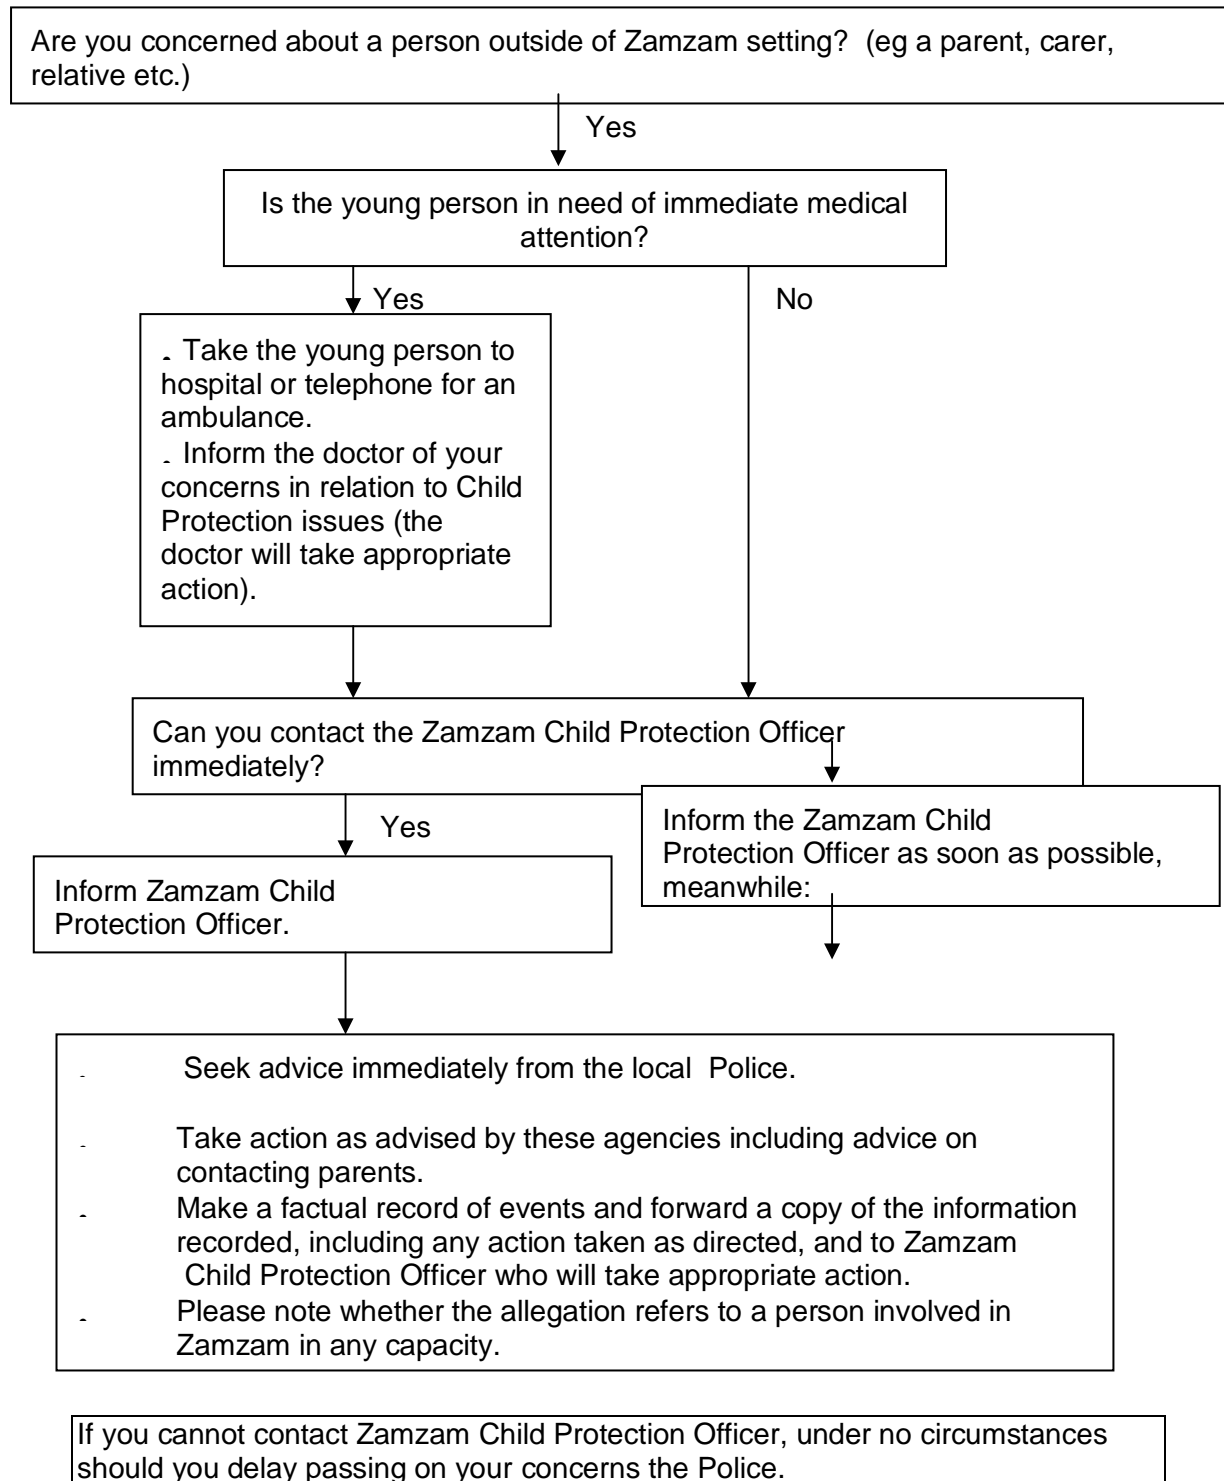 Are you concerned about a person outside of Zamzam setting?  (eg a parent, carer,
relative etc.)
Yes
Is the young person in need of immediate medical
attention?
Yes
No
. Take the young person to
hospital or telephone for an
ambulance.
. Inform the doctor of your
concerns in relation to Child
Protection issues (the
doctor will take appropriate
action).
Can you contact the Zamzam Child Protection Officer
immediately?
Yes
Inform Zamzam Child
Protection Officer.
Inform the Zamzam Child
Protection Officer as soon as possible,
meanwhile:
. Seek advice immediately from the local  Police.
. Take action as advised by these agencies including advice on
contacting parents.
. Make a factual record of events and forward a copy of the information
recorded, including any action taken as directed, and to Zamzam
Child Protection Officer who will take appropriate action.
. Please note whether the allegation refers to a person involved in
Zamzam in any capacity.
If you cannot contact Zamzam Child Protection Officer, under no circumstances
should you delay passing on your concerns the Police.